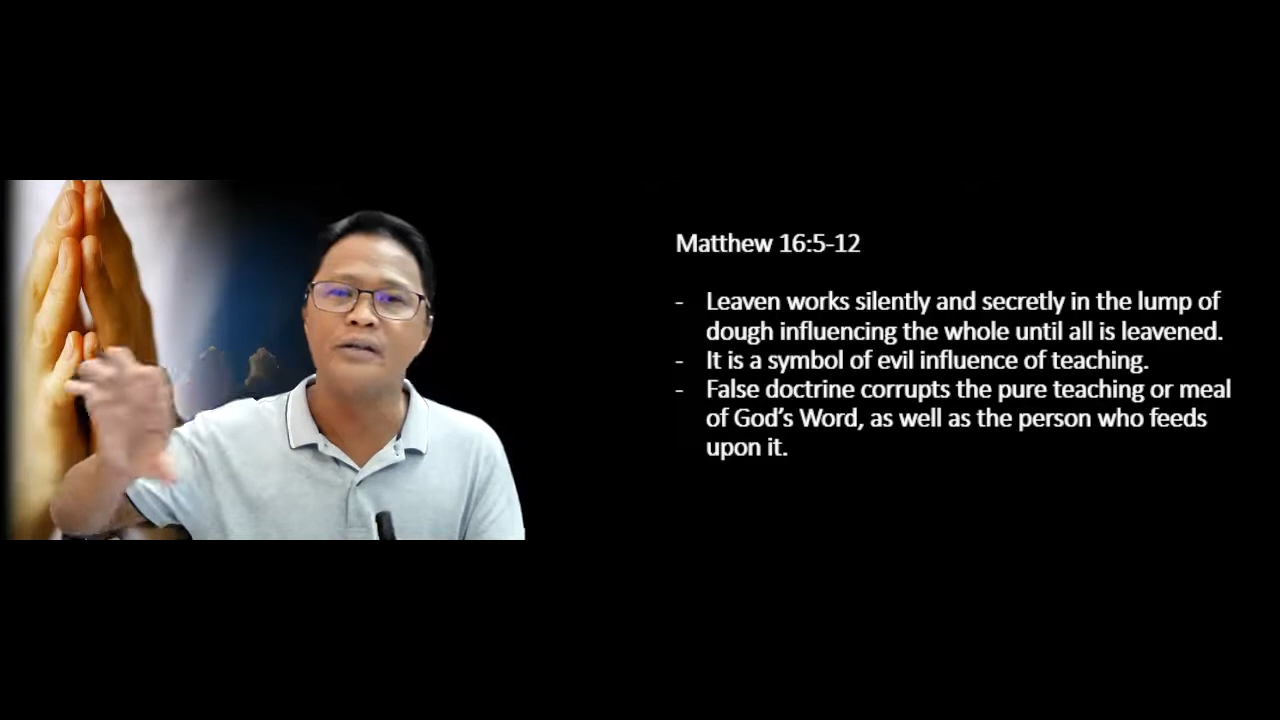 Matthew 16:5-12
- Leaven works silently and secretly in the lump of
dough influencing the whole until all is leavened.
- It is a symbol of evil influence of teaching.
- False doctrine corrupts the pure teaching or meal
of God's Word, as well as the person who feeds
upon it.